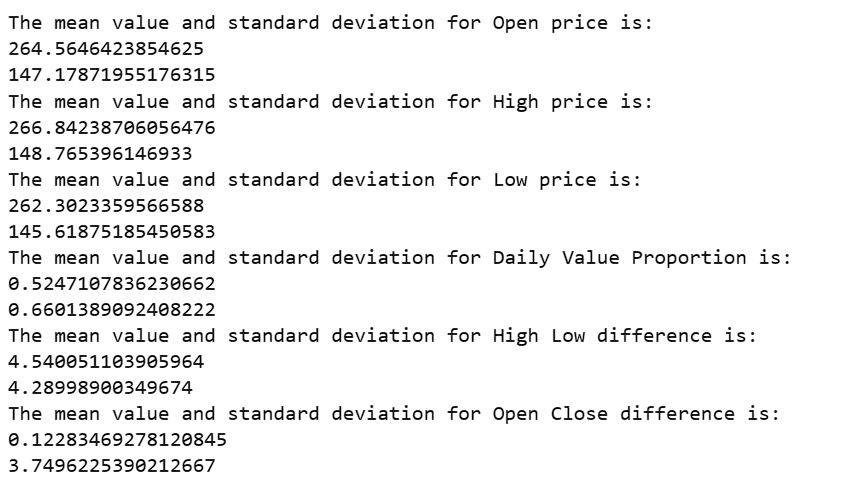 The mean value and standard deviation for Open price is:
264.5646423854625
147.17871955176315
The mean value and standard deviation for High price is:
266.84238706056476
148.765396146933
The mean value and standard deviation for Low price is:
262.3023359566588
145.61875185450583
The mean value and standard deviation for Daily Value Proportion is:
0.5247107836230662
0.6601389092408222
The mean value and standard deviation for High Low difference is:
4.540051103905964
4.28998900349674
The mean value and standard deviation for Open Close difference is:
0.12283469278120845
3.7496225390212667